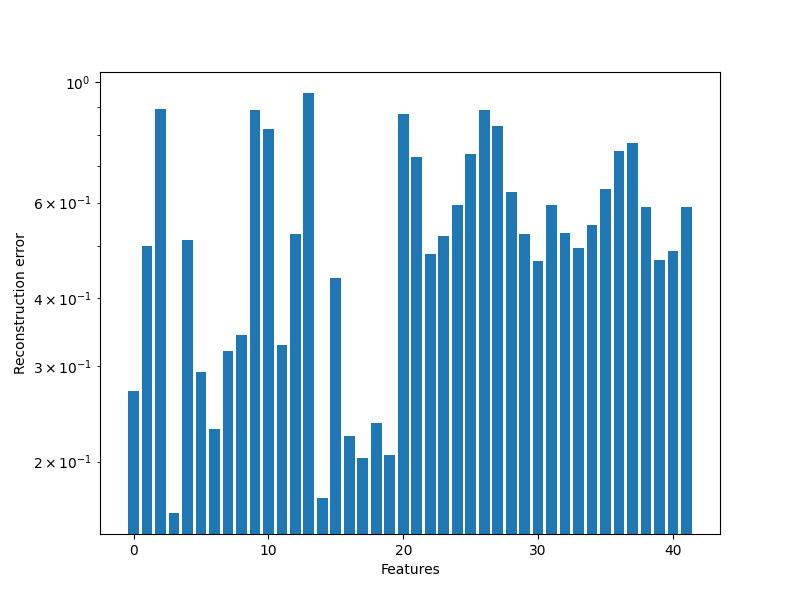 Reconstruction error
10⁰
6 × 10⁻¹
4 × 10⁻¹
3 × 10⁻¹
2 × 10⁻¹
0 10 20 30 40
Features